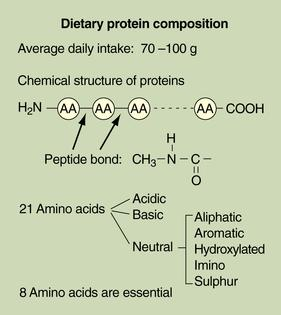 Dietary protein composition
Average daily intake: 70 –100 g
Chemical structure of proteins
H₂N AA AA AA AA COOH
Peptide bond: CH₃–N–C–
H
O
21 Amino acids
Acidic
Basic
Neutral
Aliphatic
Aromatic
Hydroxylated
Imino
Sulphur
8 Amino acids are essential